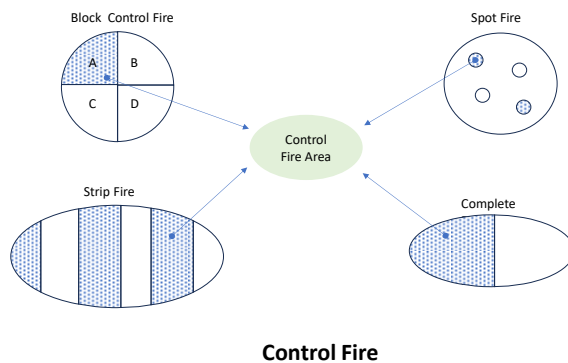 Block Control Fire
Spot Fire
A
B
C
D
Control
Fire Area
Strip Fire
Complete
Control Fire